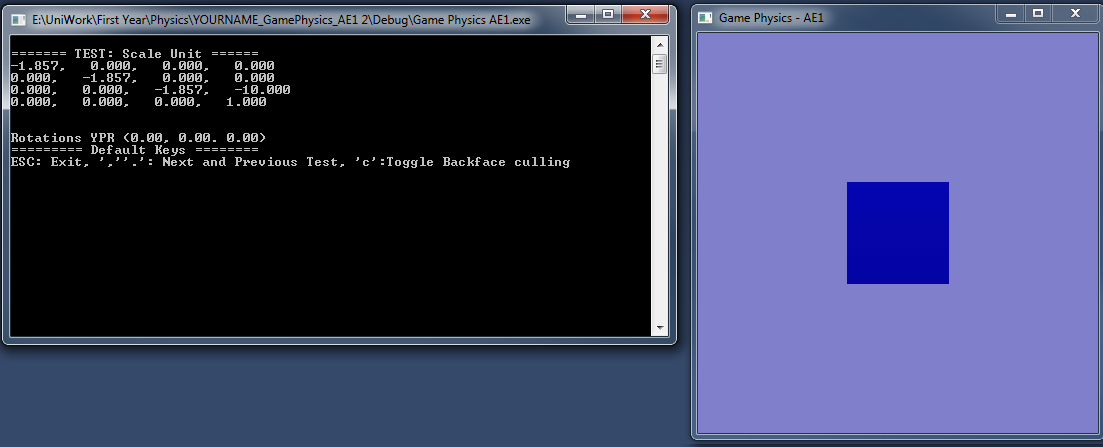 E:\UniWork\First Year\Physics\YOURNAME_GamePhysics_AE1 2\Debug\Game Physics AE1.exe
======= TEST: Scale Unit ======
-1.857,   0.000,   0.000,   0.000
0.000,   -1.857,   0.000,   0.000
0.000,   0.000,   -1.857,   -10.000
0.000,   0.000,   0.000,   1.000
Rotations YPR (0.00, 0.00. 0.00)
========= Default Keys ========
ESC: Exit, ',''.': Next and Previous Test, 'c':Toggle Backface culling
Game Physics - AE1